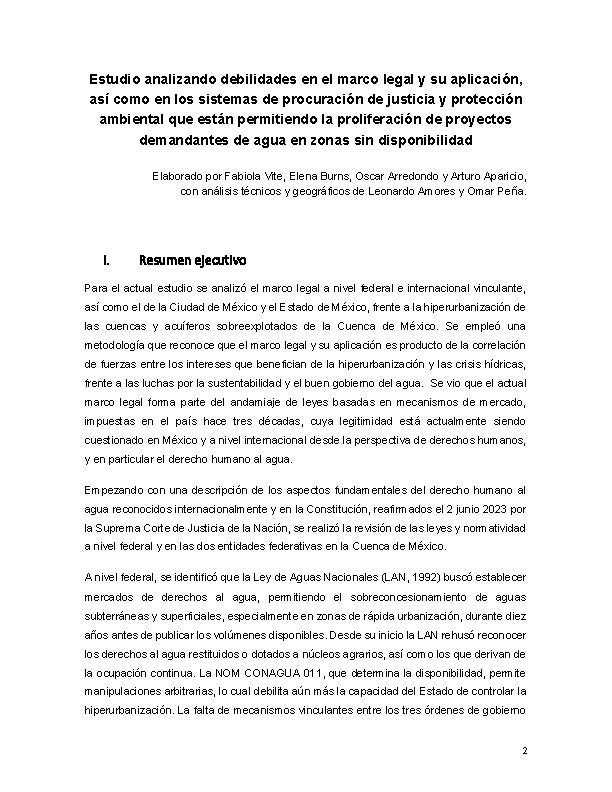 Estudio analizando debilidades en el marco legal y su aplicación,
así como en los sistemas de procuración de justicia y protección
ambiental que están permitiendo la proliferación de proyectos
demandantes de agua en zonas sin disponibilidad
Elaborado por Fabiola Vite, Elena Burns, Oscar Arredondo y Arturo Aparicio,
con análisis técnicos y geográficos de Leonardo Amores y Omar Peña.
I. Resumen ejecutivo
Para el actual estudio se analizó el marco legal a nivel federal e internacional vinculante,
así como el de la Ciudad de México y el Estado de México, frente a la hiperurbanización de
las cuencas y acuíferos sobreexplotados de la Cuenca de México. Se empleó una
metodología que reconoce que el marco legal y su aplicación es producto de la correlación
de fuerzas entre los intereses que benefician de la hiperurbanización y las crisis hídricas,
frente a las luchas por la sustentabilidad y el buen gobierno del agua. Se vio que el actual
marco legal forma parte del andamiaje de leyes basadas en mecanismos de mercado,
impuestas en el país hace tres décadas, cuya legitimidad está actualmente siendo
cuestionado en México y a nivel internacional desde la perspectiva de derechos humanos,
y en particular el derecho humano al agua.
Empezando con una descripción de los aspectos fundamentales del derecho humano al
agua reconocidos internacionalmente y en la Constitución, reafirmados el 2 junio 2023 por
la Suprema Corte de Justicia de la Nación, se realizó la revisión de las leyes y normatividad
a nivel federal y en las dos entidades federativas en la Cuenca de México.
A nivel federal, se identificó que la Ley de Aguas Nacionales (LAN, 1992) buscó establecer
mercados de derechos al agua, permitiendo el sobreconcesionamiento de aguas
subterráneas y superficiales, especialmente en zonas de rápida urbanización, durante diez
años antes de publicar los volúmenes disponibles. Desde su inicio la LAN rehusó reconocer
los derechos al agua restituidos o dotados a núcleos agrarios, así como los que derivan de
la ocupación continua. La NOM CONAGUA 011, que determina la disponibilidad, permite
manipulaciones arbitrarias, lo cual debilita aún más la capacidad del Estado de controlar la
hiperurbanización. La falta de mecanismos vinculantes entre los tres órdenes de gobierno
2